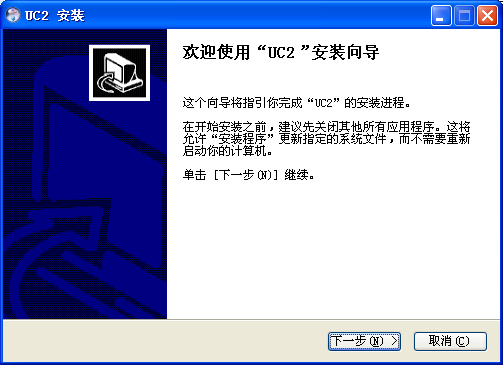 UC2 安装
欢迎使用“UC2 ”安装向导
这个向导将指引你完成“UC2”的安装进程。
在开始安装之前，建议先关闭其他所有应用程序。这将
允许“安装程序”更新指定的系统文件，而不需要重新
启动你的计算机。
单击 [下一步(N)] 继续。
下一步(N) >
取消(C)